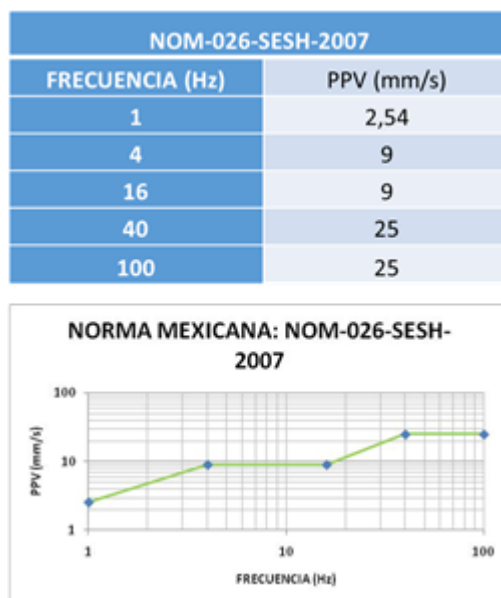 NOM-026-SESH-2007
FRECUENCIA (Hz) PPV (mm/s)
1 2,54
4 9
16 9
40 25
100 25
NORMA MEXICANA: NOM-026-SESH-
2007
PPV (mm/s)
100
10
1
1 10 100
FRECUENCIA (Hz)